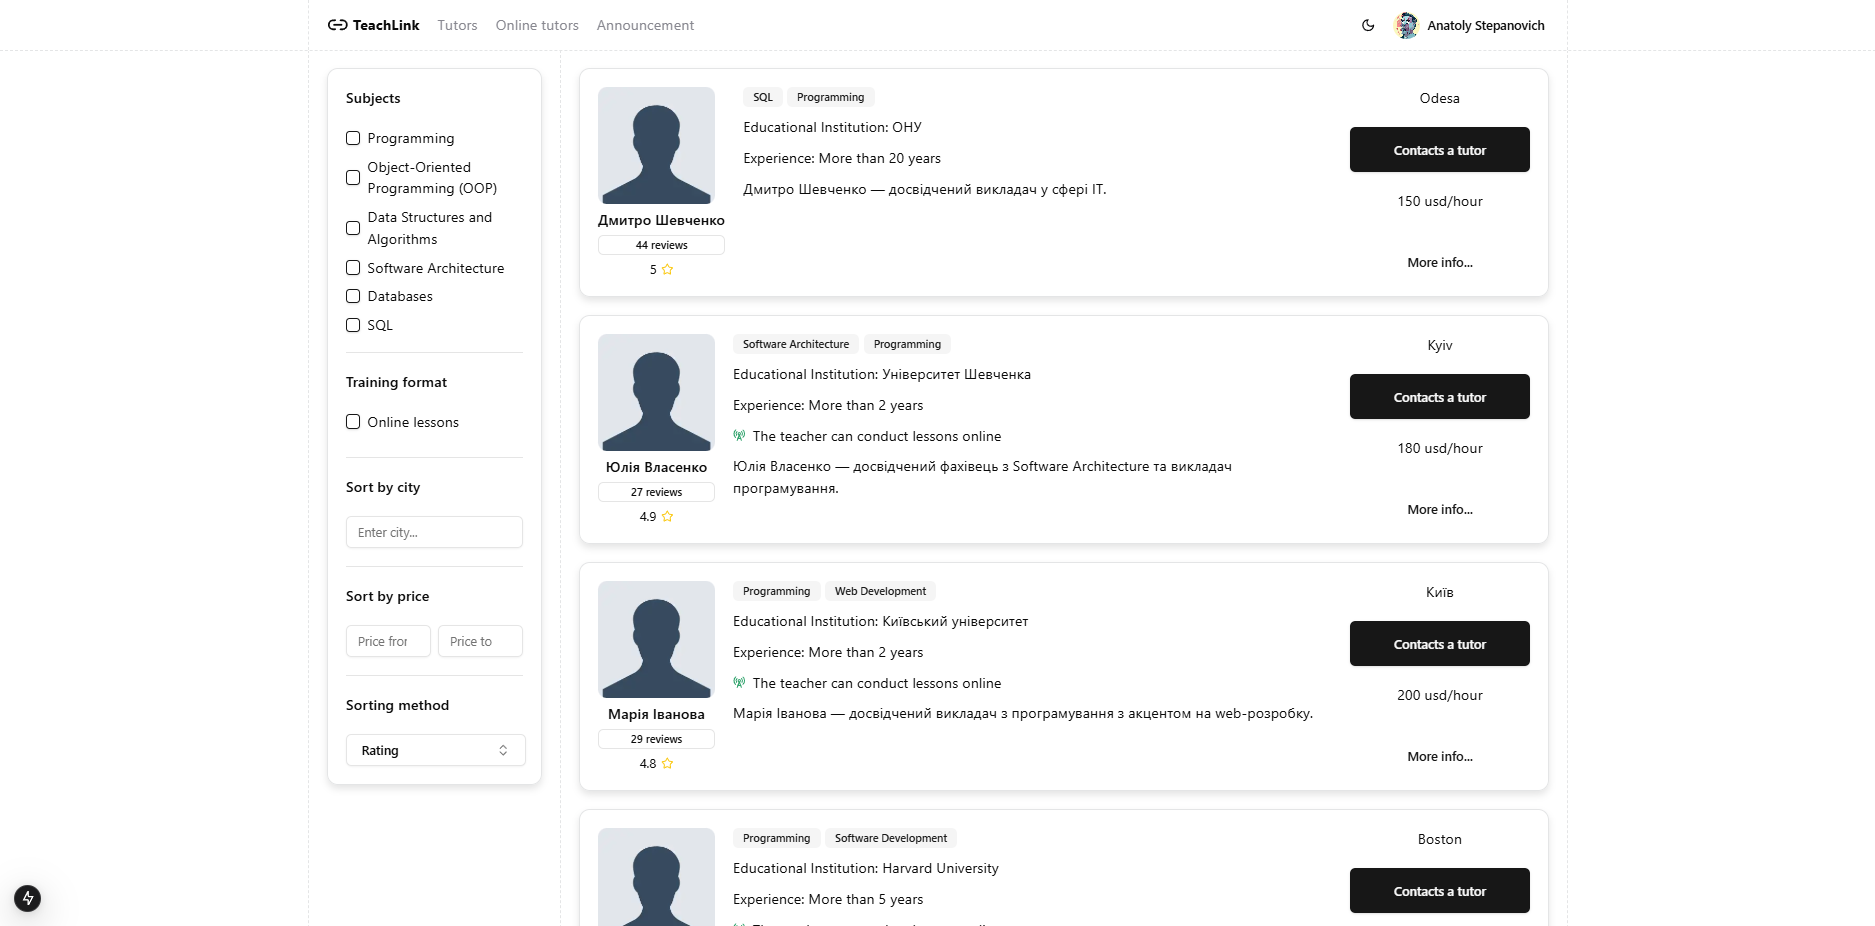 TeachLink Tutors Online tutors Announcement Anatoly Stepanovich
Subjects
Programming
Object-Oriented
Programming (OOP)
Data Structures and
Algorithms
Software Architecture
Databases
SQL
Training format
Online lessons
Sort by city
Enter city...
Sort by price
Price from
Price to
Sorting method
Rating
SQL Programming
Educational Institution: ОНУ
Experience: More than 20 years
Дмитро Шевченко — досвідчений викладач у сфері IT.
Дмитро Шевченко
44 reviews
5
Odesa
Contacts a tutor
150 usd/hour
More info...
Software Architecture Programming
Educational Institution: Університет Шевченка
Experience: More than 2 years
The teacher can conduct lessons online
Юлія Власенко — досвідчений фахівець з Software Architecture та викладач
програмування.
Юлія Власенко
27 reviews
4.9
Kyiv
Contacts a tutor
180 usd/hour
More info...
Programming Web Development
Educational Institution: Київський університет
Experience: More than 2 years
The teacher can conduct lessons online
Марія Іванова — досвідчений викладач з програмування з акцентом на web-розробку.
Марія Іванова
29 reviews
4.8
Київ
Contacts a tutor
200 usd/hour
More info...
Programming Software Development
Educational Institution: Harvard University
Experience: More than 5 years
Boston
Contacts a tutor